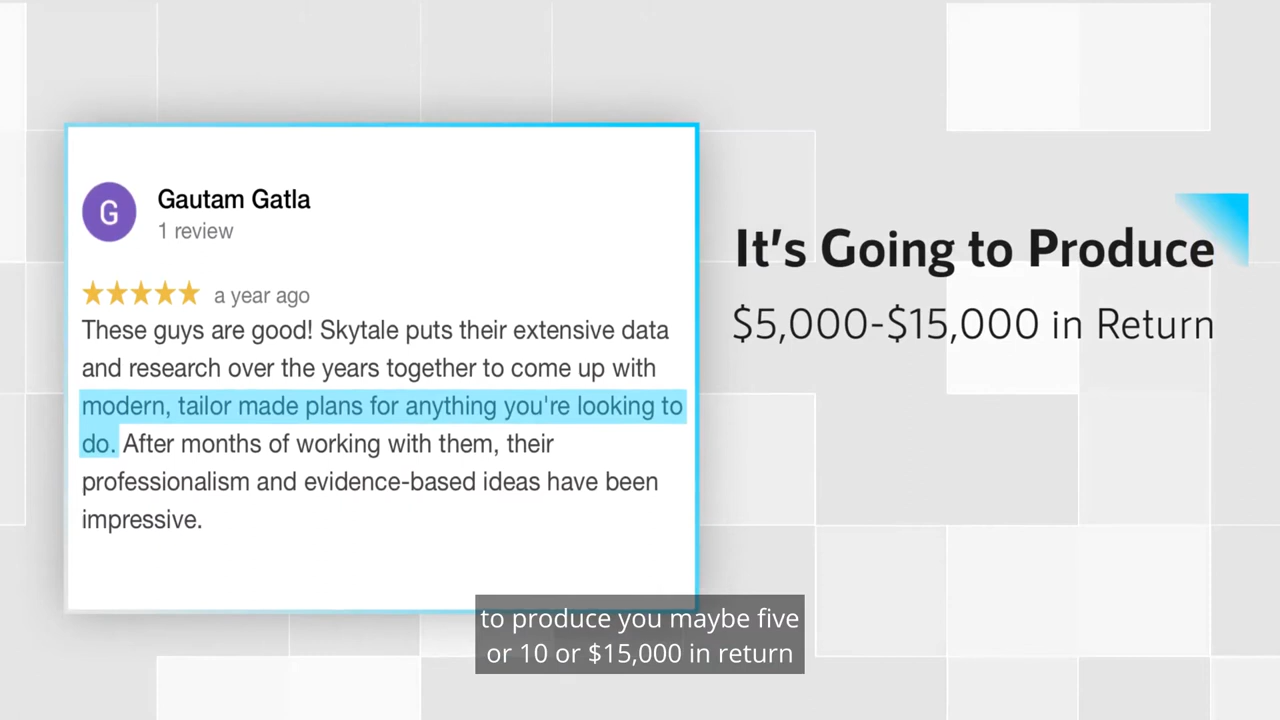 G
Gautam Gatla
1 review
★★★★★ a year ago
These guys are good! Skytale puts their extensive data
and research over the years together to come up with
modern, tailor made plans for anything you're looking to
do. After months of working with them, their
professionalism and evidence-based ideas have been
impressive.
It's Going to Produce
$5,000-$15,000 in Return
to produce you maybe five
or 10 or $15,000 in return